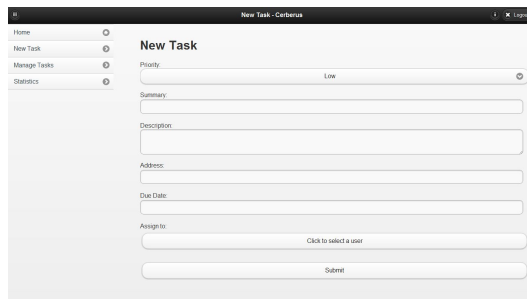 New Task - Cerberus
Home
New Task
Manage Tasks
Statistics
New Task
Priority:
Low
Summary:
Description:
Address:
Due Date:
Assign to:
Click to select a user
Submit